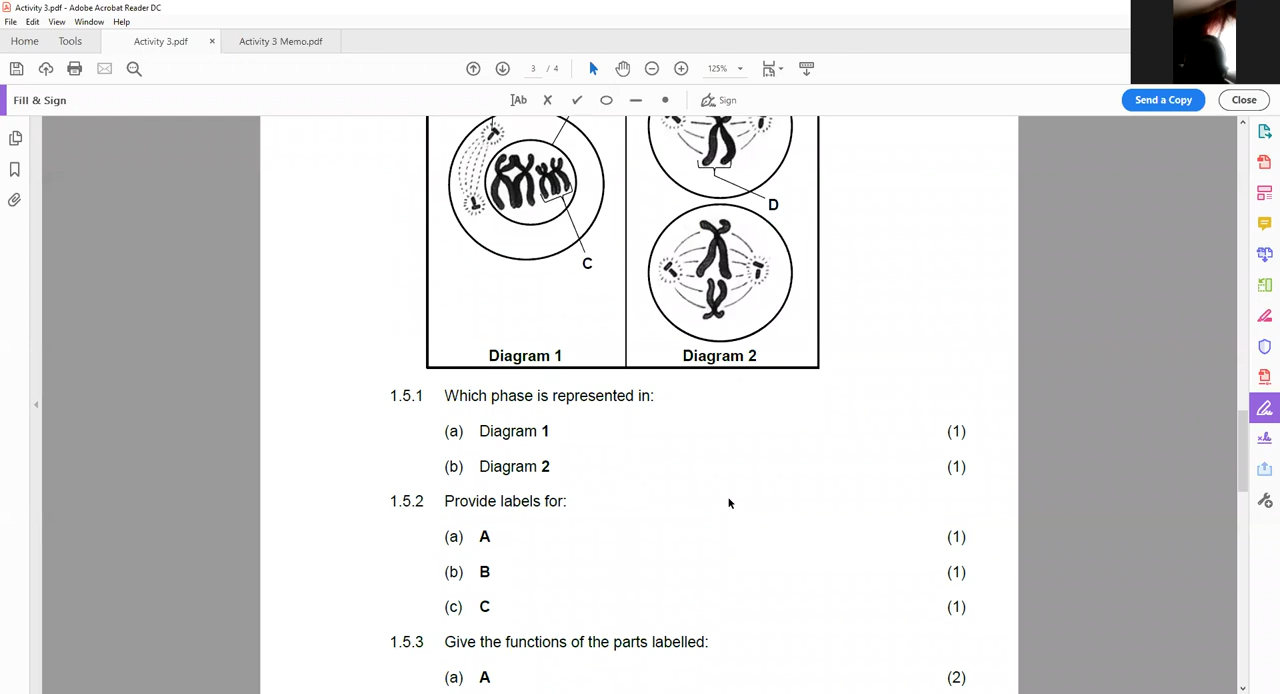 Activity 3.pdf - Adobe Acrobat Reader DC
File Edit View Window Help
Home Tools Activity 3.pdf × Activity 3 Memo.pdf
3 / 4 125%
Fill & Sign Ab Sign Send a Copy Close
D
C
Diagram 1 Diagram 2
1.5.1 Which phase is represented in:
(a) Diagram 1 (1)
(b) Diagram 2 (1)
1.5.2 Provide labels for:
(a) A (1)
(b) B (1)
(c) C (1)
1.5.3 Give the functions of the parts labelled:
(a) A (2)